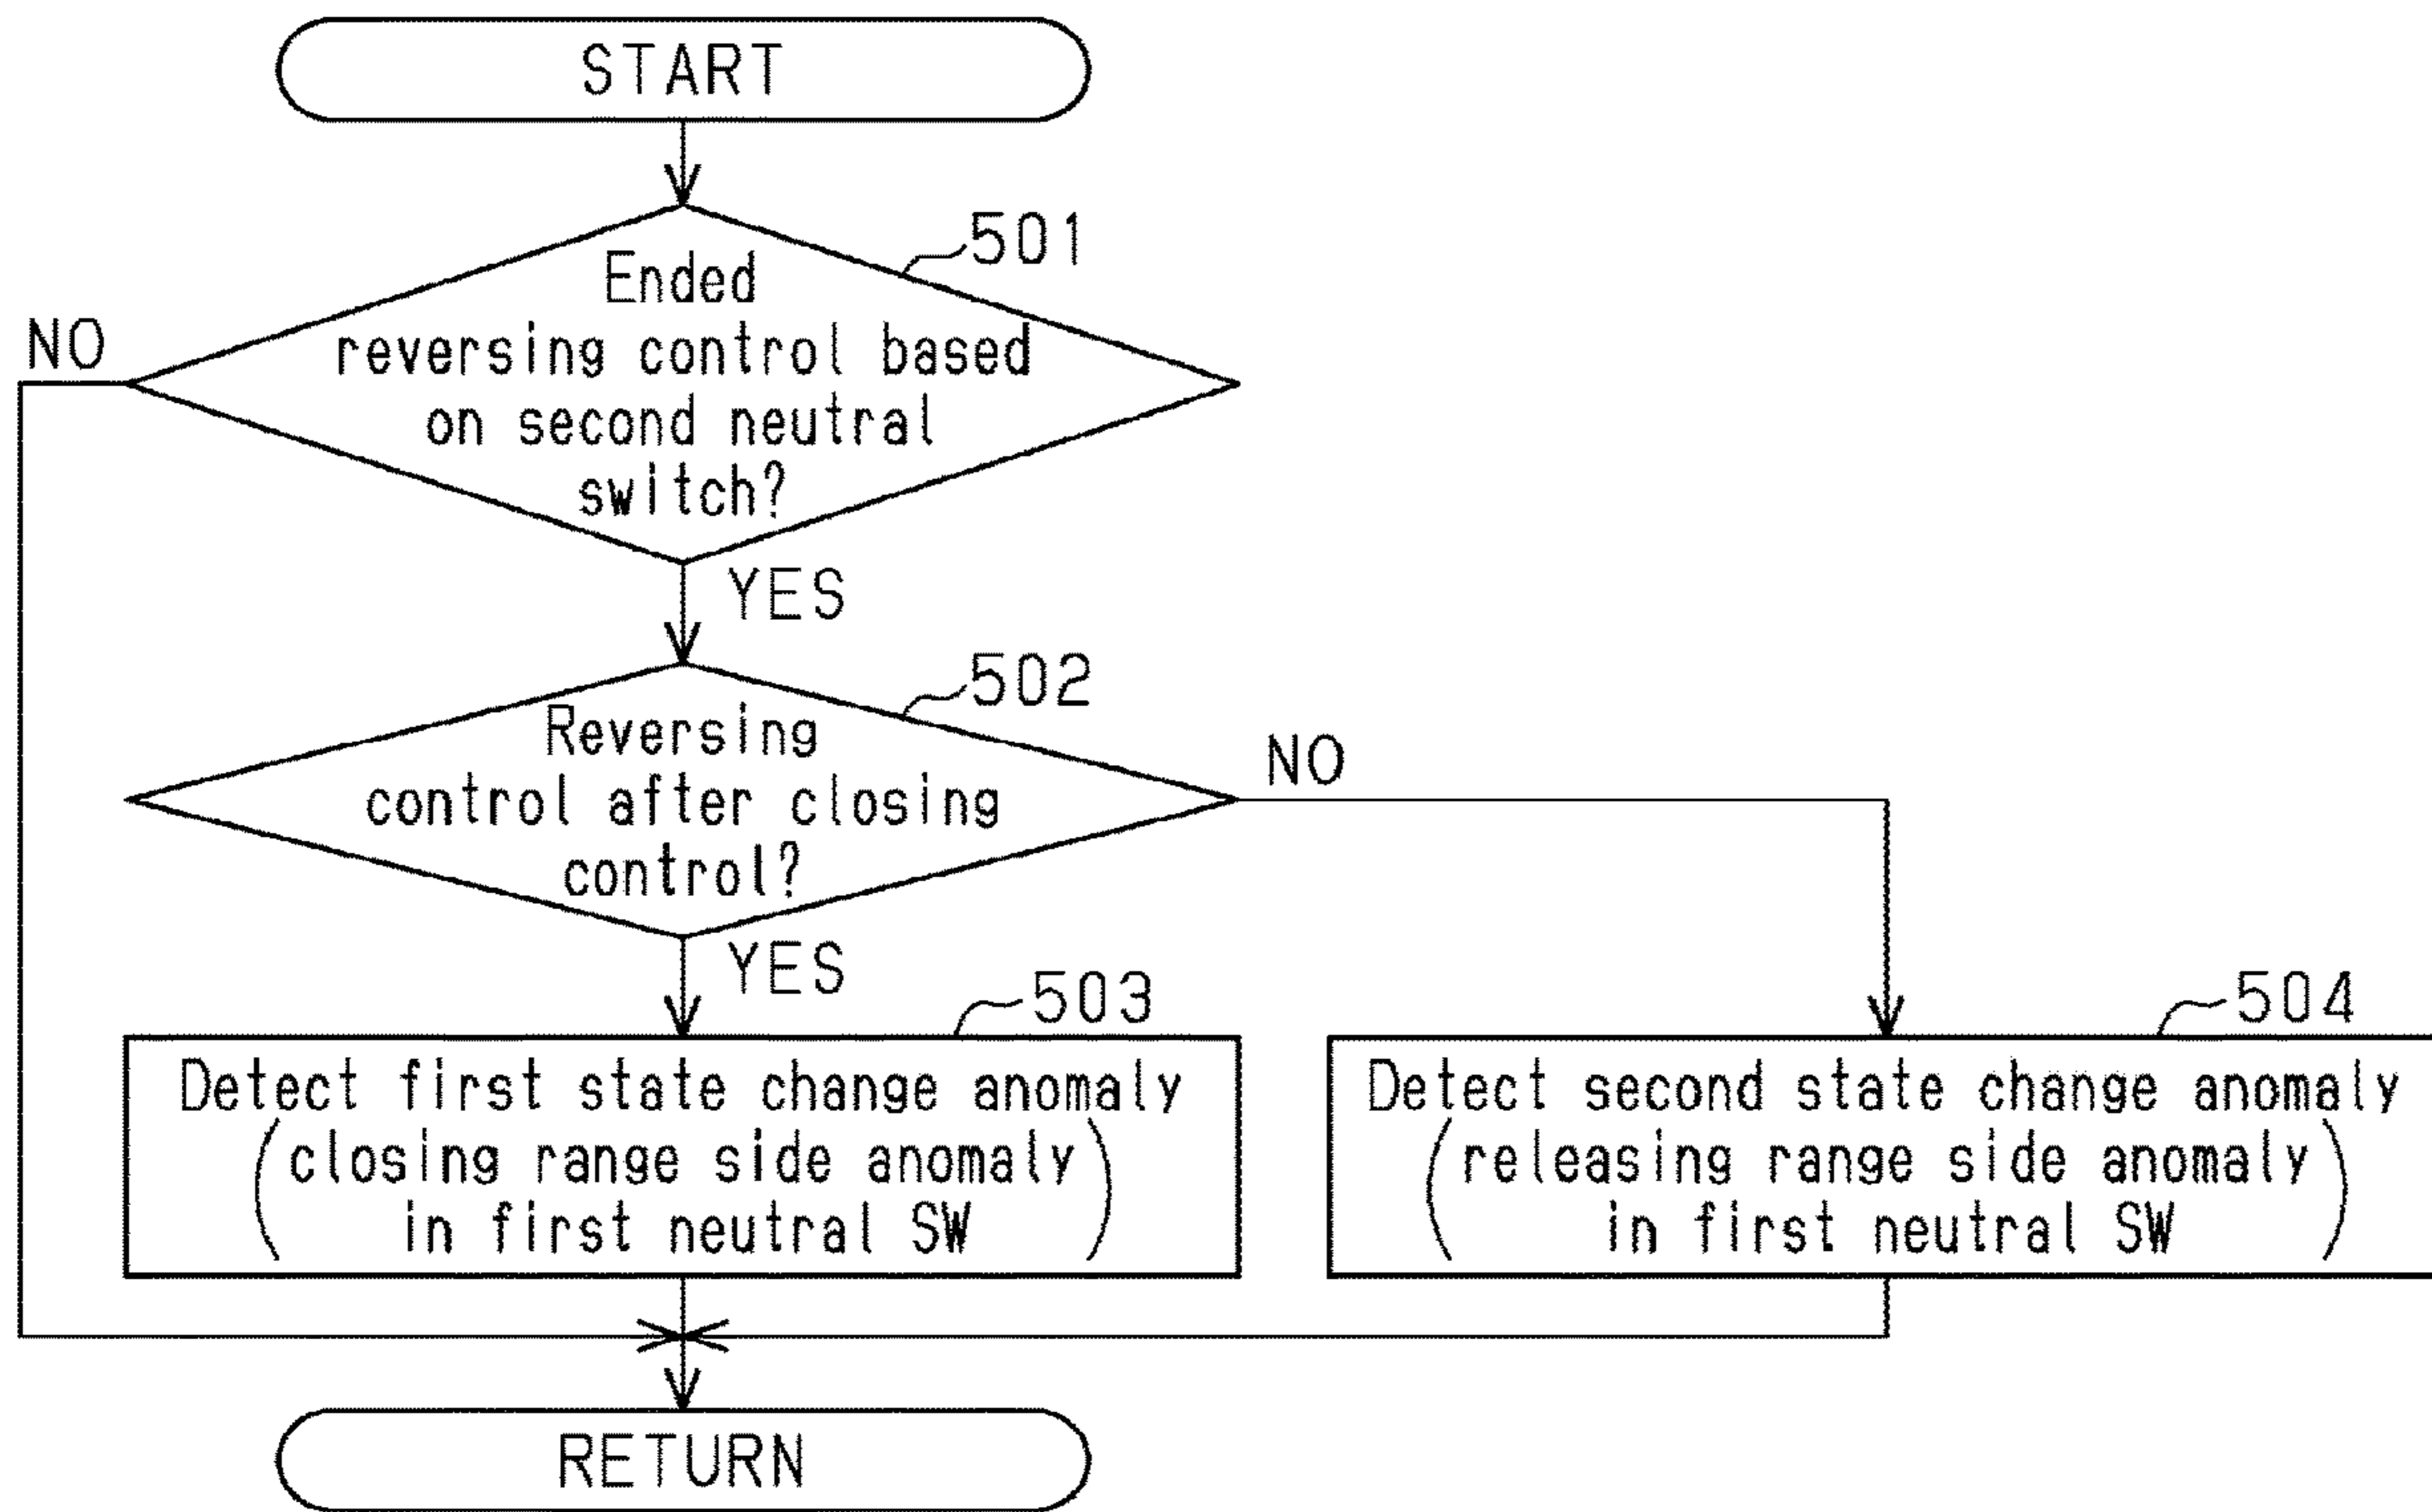 START
501
Ended
reversing control based
on second neutral
switch?
NO
YES
502
Reversing
control after closing
control?
NO
YES
503
Detect first state change anomaly
(closing range side anomaly
in first neutral SW)
504
Detect second state change anomaly
(releasing range side anomaly
in first neutral SW)
RETURN